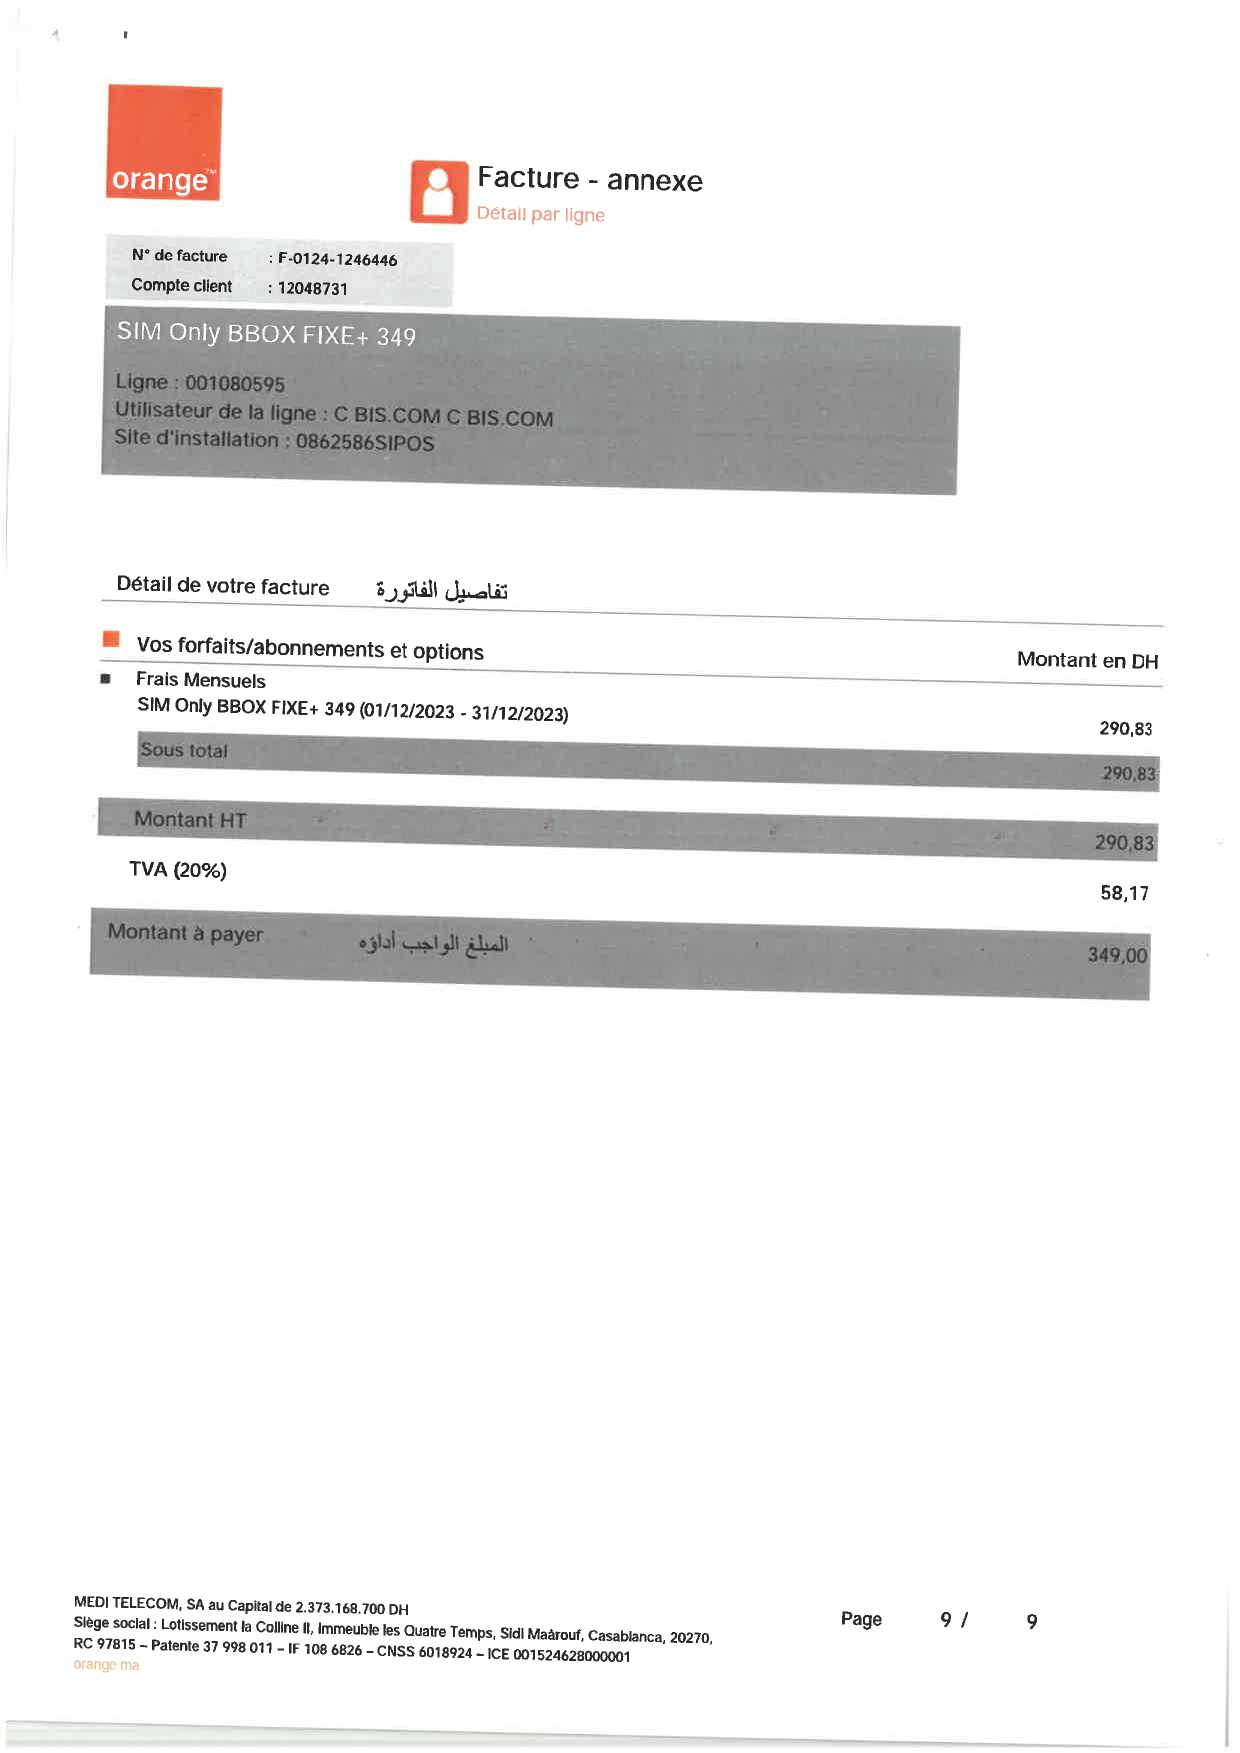 orange™
Facture - annexe
Détail par ligne
N° de facture : F-0124-1246446
Compte client : 12048731
SIM Only BBOX FIXE+ 349
Ligne : 001080595
Utilisateur de la ligne : C BIS.COM C BIS.COM
Site d'installation : 0862586SIPOS
Détail de votre facture تفاصيل الفاتورة
Vos forfaits/abonnements et options Montant en DH
Frais Mensuels
SIM Only BBOX FIXE+ 349 (01/12/2023 - 31/12/2023) 290,83
Sous total 290,83
Montant HT 290,83
TVA (20%) 58,17
Montant à payer المبلغ الواجب أداؤه 349,00
MEDI TELECOM, SA au Capital de 2.373.168.700 DH
Siège social : Lotissement la Colline II, Immeuble les Quatre Temps, Sidi Maârouf, Casablanca, 20270,
RC 97815 – Patente 37 998 011 – IF 108 6826 – CNSS 6018924 – ICE 001524628000001
orange ma
Page 9 / 9